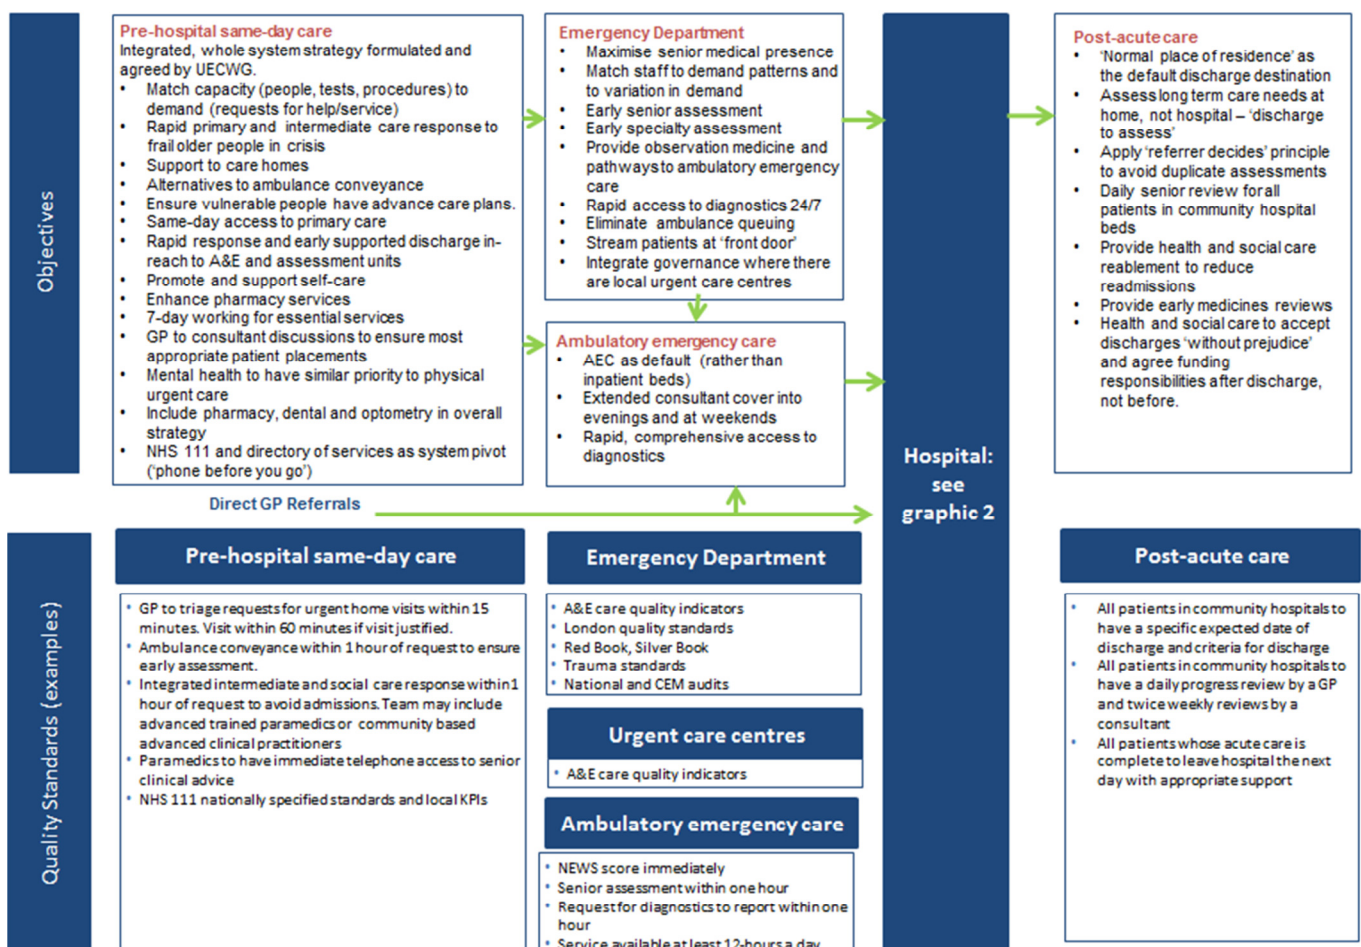 Objectives
Pre-hospital same-day care
Integrated, whole system strategy formulated and
agreed by UECWG.
• Match capacity (people, tests, procedures) to
demand (requests for help/service)
• Rapid primary and intermediate care response to
frail older people in crisis
• Support to care homes
• Alternatives to ambulance conveyance
• Ensure vulnerable people have advance care plans.
• Same-day access to primary care
• Rapid response and early supported discharge in-
reach to A&E and assessment units
• Promote and support self-care
• Enhance pharmacy services
• 7-day working for essential services
• GP to consultant discussions to ensure most
appropriate patient placements
• Mental health to have similar priority to physical
urgent care
• Include pharmacy, dental and optometry in overall
strategy
• NHS 111 and directory of services as system pivot
('phone before you go')
Emergency Department
• Maximise senior medical presence
• Match staff to demand patterns and
to variation in demand
• Early senior assessment
• Early specialty assessment
• Provide observation medicine and
pathways to ambulatory emergency
care
• Rapid access to diagnostics 24/7
• Eliminate ambulance queuing
• Stream patients at 'front door'
• Integrate governance where there
are local urgent care centres
Ambulatory emergency care
• AEC as default (rather than
inpatient beds)
• Extended consultant cover into
evenings and at weekends
• Rapid, comprehensive access to
diagnostics
Direct GP Referrals
Hospital:
see
graphic 2
Post-acute care
• 'Normal place of residence' as
the default discharge destination
• Assess long term care needs at
home, not hospital – 'discharge
to assess'
• Apply 'referrer decides' principle
to avoid duplicate assessments
• Daily senior review for all
patients in community hospital
beds
• Provide health and social care
reablement to reduce
readmissions
• Provide early medicines reviews
• Health and social care to accept
discharges 'without prejudice'
and agree funding
responsibilities after discharge,
not before.
Quality Standards (examples)
Pre-hospital same-day care
• GP to triage requests for urgent home visits within 15
minutes. Visit within 60 minutes if visit justified.
• Ambulance conveyance within 1 hour of request to ensure
early assessment.
• Integrated intermediate and social care response within 1
hour of request to avoid admissions. Team may include
advanced trained paramedics or community based
advanced clinical practitioners
• Paramedics to have immediate telephone access to senior
clinical advice
• NHS 111 nationally specified standards and local KPIs
Emergency Department
• A&E care quality indicators
• London quality standards
• Red Book, Silver Book
• Trauma standards
• National and CEM audits
Urgent care centres
• A&E care quality indicators
Ambulatory emergency care
• NEWS score immediately
• Senior assessment within one hour
• Request for diagnostics to report within one
hour
• Service available at least 12-hours a day
Post-acute care
• All patients in community hospitals to
have a specific expected date of
discharge and criteria for discharge
• All patients in community hospitals to
have a daily progress review by a GP
and twice weekly reviews by a
consultant
• All patients whose acute care is
complete to leave hospital the next
day with appropriate support